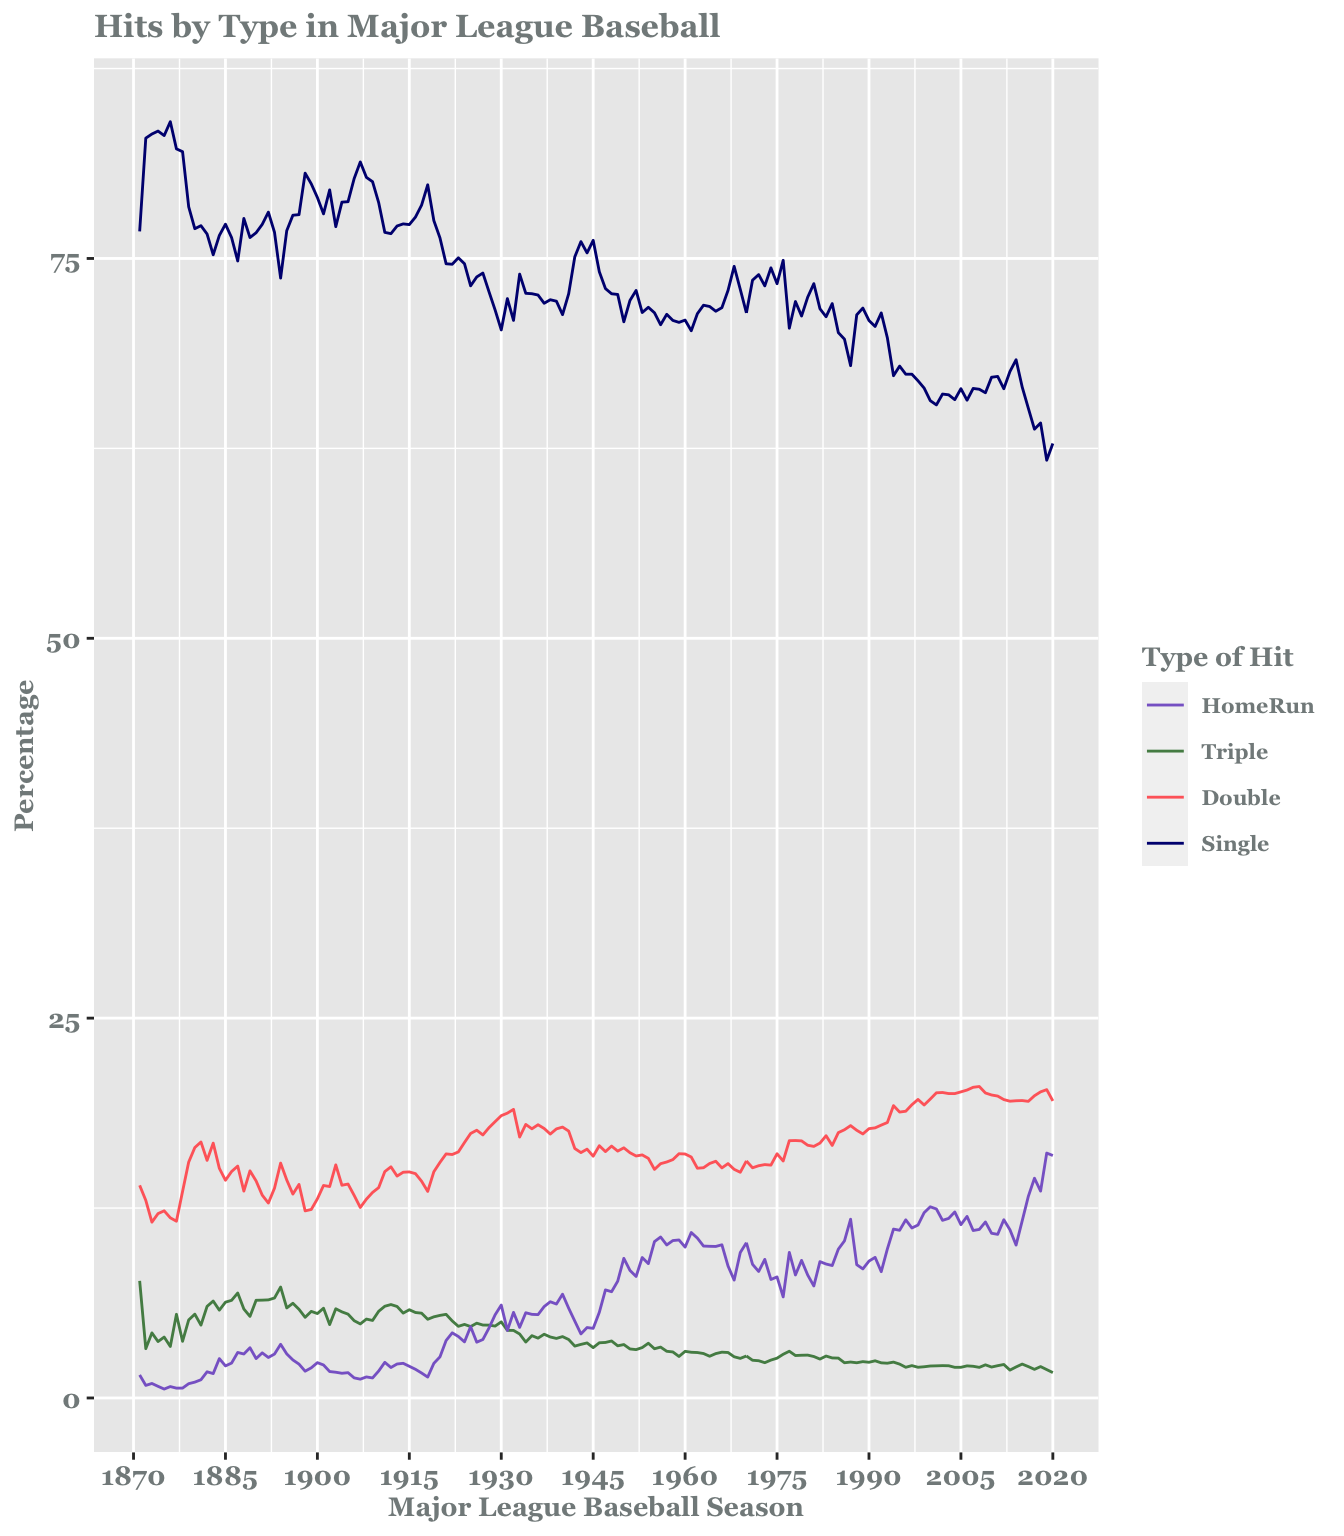 Hits by Type in Major League Baseball
75
50
25
0
Percentage
1870 1885 1900 1915 1930 1945 1960 1975 1990 2005 2020
Major League Baseball Season
Type of Hit
HomeRun
Triple
Double
Single